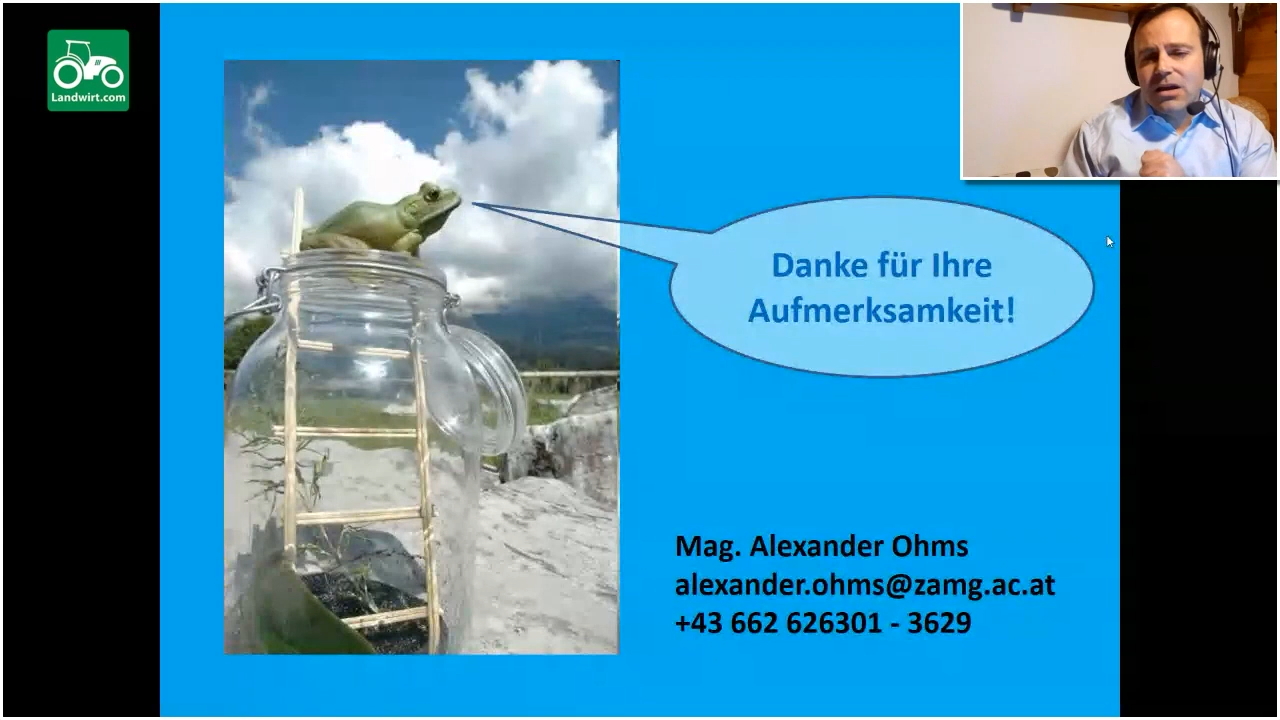 Landwirt.com
Danke für Ihre
Aufmerksamkeit!
Mag. Alexander Ohms
alexander.ohms@zamg.ac.at
+43 662 626301 - 3629